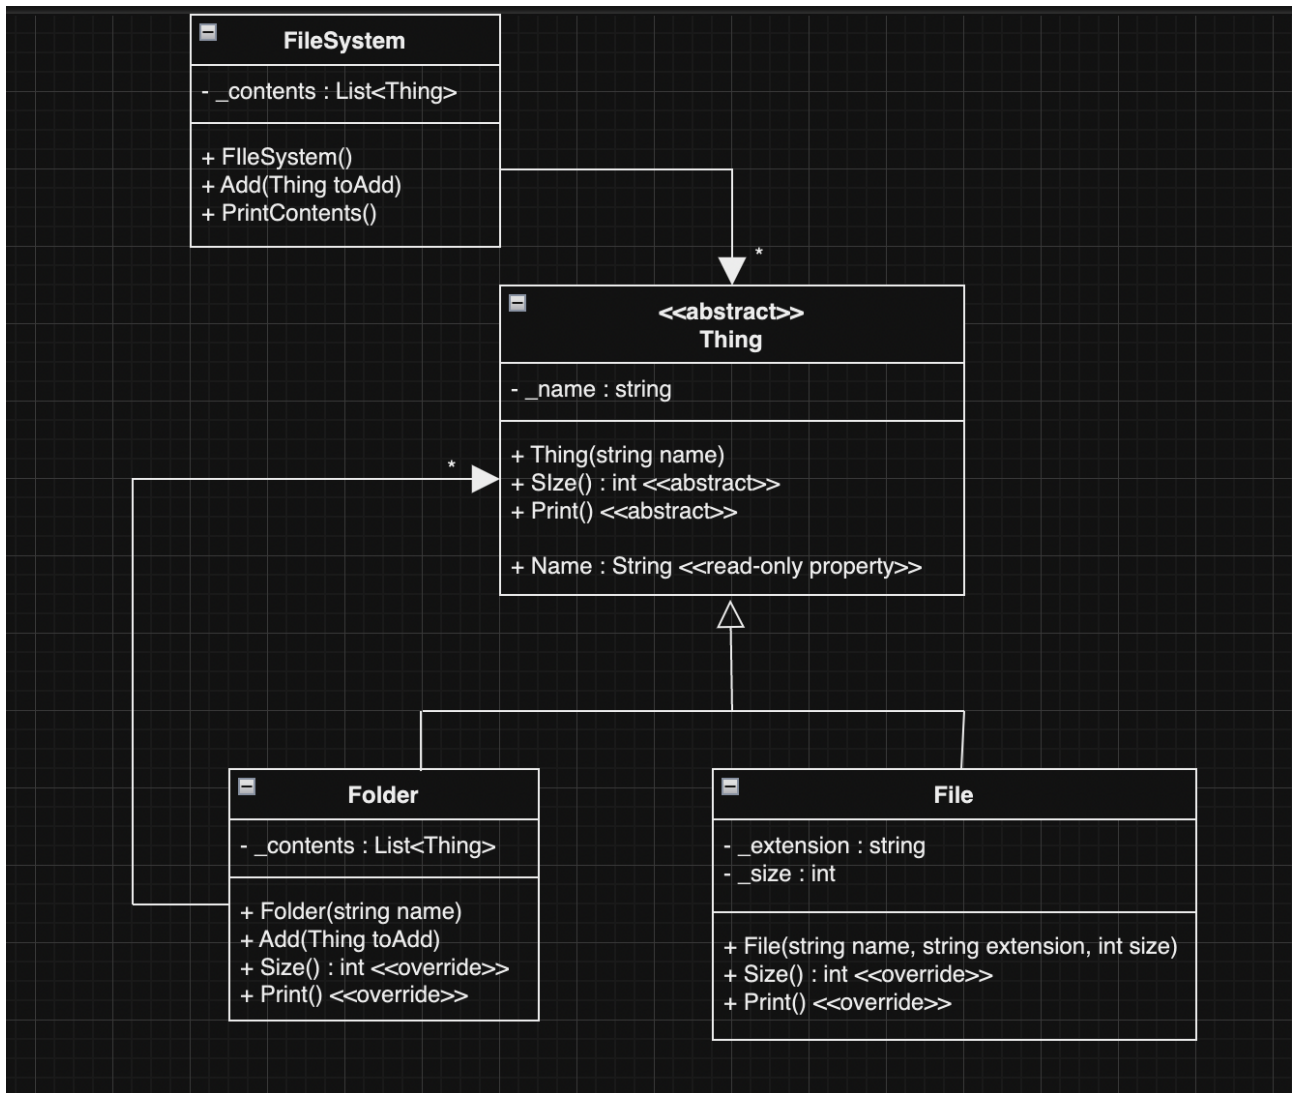 FileSystem
- _contents : List<Thing>
+ FIleSystem()
+ Add(Thing toAdd)
+ PrintContents()
*
<<abstract>>
Thing
- _name : string
+ Thing(string name)
+ SIze() : int <<abstract>>
+ Print() <<abstract>>
+ Name : String <<read-only property>>
*
Folder
- _contents : List<Thing>
+ Folder(string name)
+ Add(Thing toAdd)
+ Size() : int <<override>>
+ Print() <<override>>
File
- _extension : string
- _size : int
+ File(string name, string extension, int size)
+ Size() : int <<override>>
+ Print() <<override>>